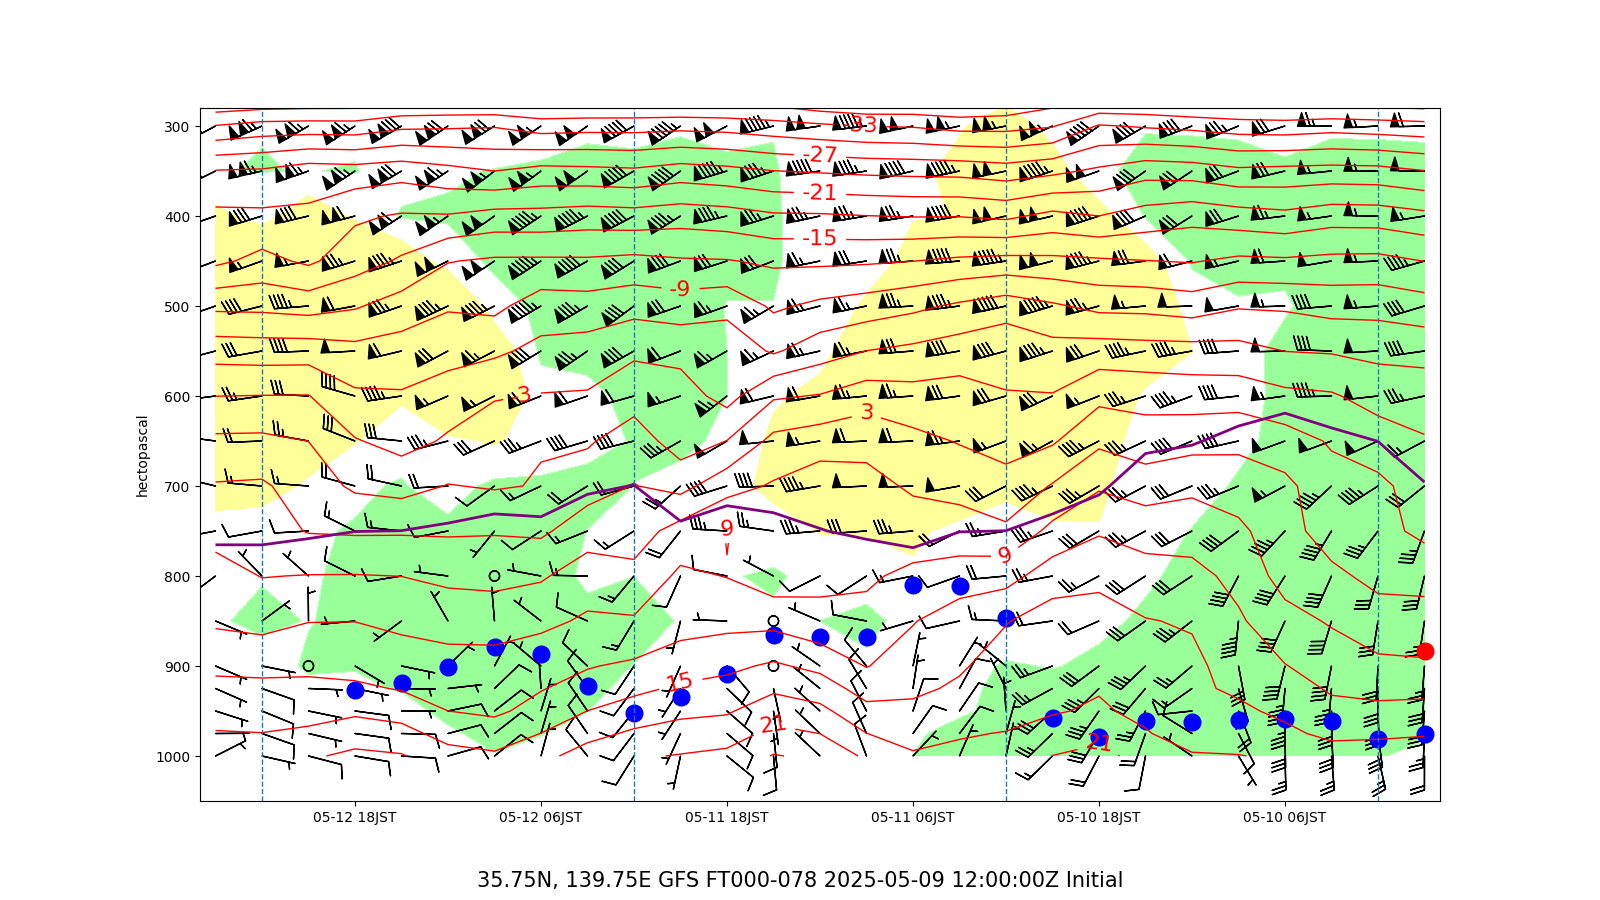 300
400
500
600
700
800
900
1000
hectopascal
33
-27
-21
-15
-9
-3
3
9
9
15
21
21
05-12 18JST
05-12 06JST
05-11 18JST
05-11 06JST
05-10 18JST
05-10 06JST
35.75N, 139.75E GFS FT000-078 2025-05-09 12:00:00Z Initial